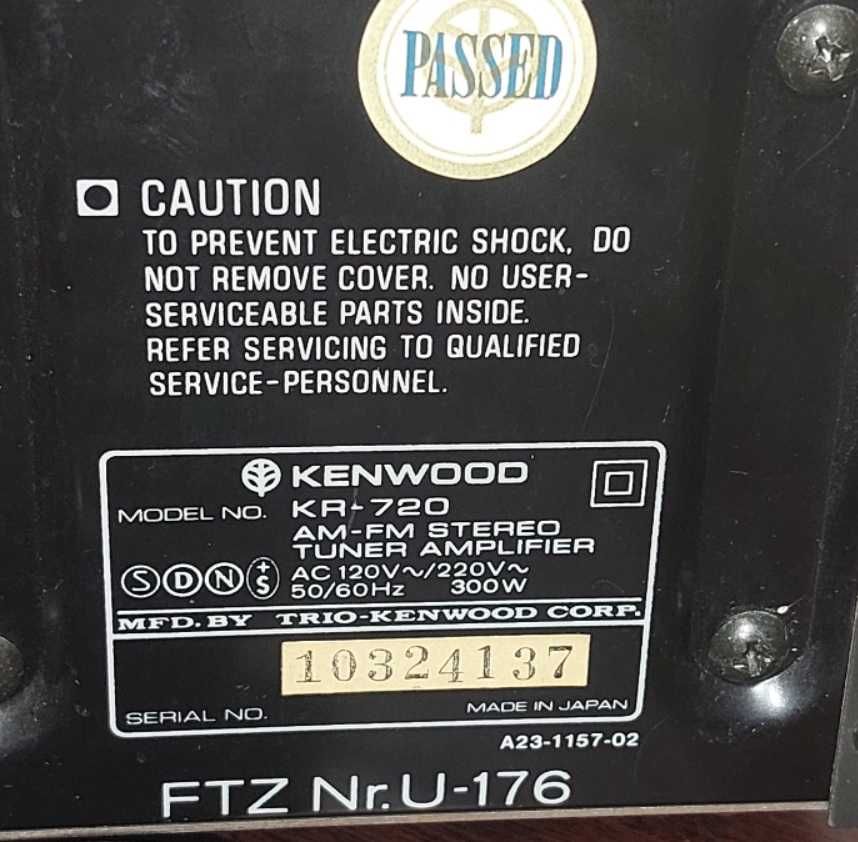 PASSED
CAUTION
TO PREVENT ELECTRIC SHOCK, DO
NOT REMOVE COVER. NO USER-
SERVICEABLE PARTS INSIDE.
REFER SERVICING TO QUALIFIED
SERVICE-PERSONNEL.
KENWOOD
MODEL NO. KR-720
AM-FM STEREO
TUNER AMPLIFIER
S D N +S AC 120V~/220V~
50/60Hz 300W
MFD. BY TRIO-KENWOOD CORP.
10324137
SERIAL NO. MADE IN JAPAN
A23-1157-02
FTZ Nr. U-176